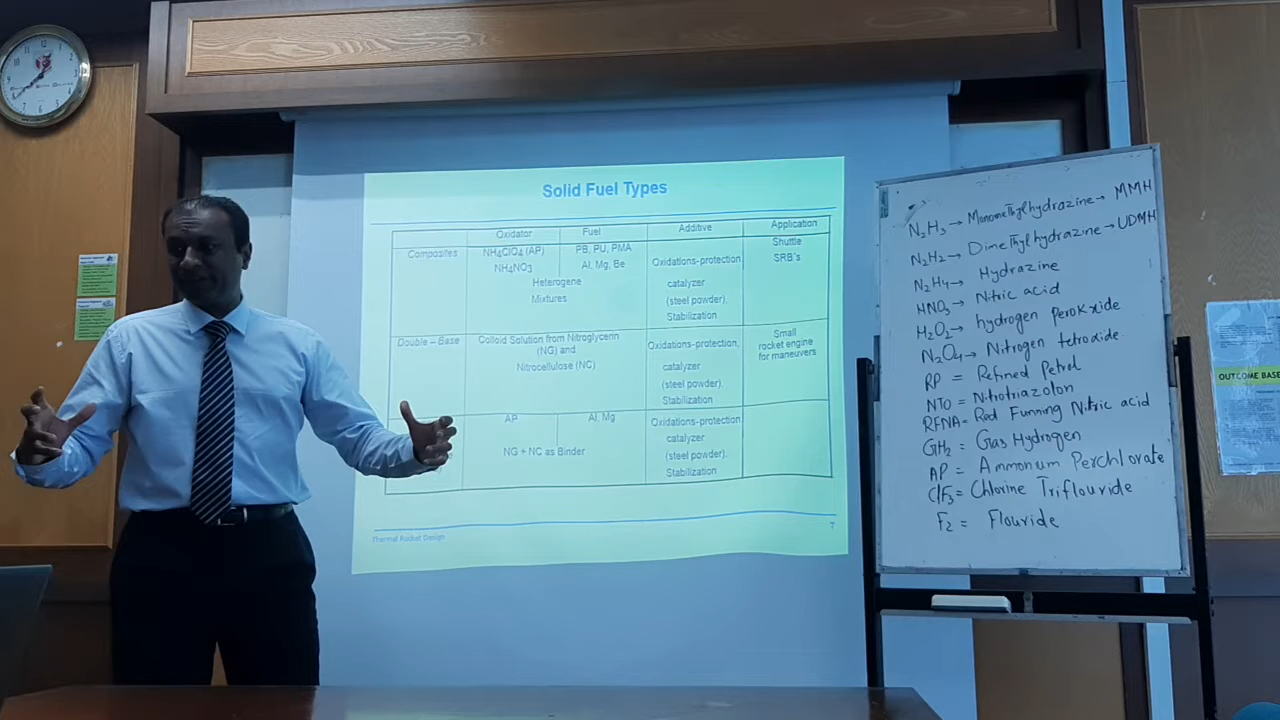 Solid Fuel Types
Oxidator Fuel Additive Application
Composites NH4ClO4 (AP) PB, PU, PMA Oxidations-protection Shuttle
NH4NO3 Al, Mg, Be catalyzer SRB's
Heterogene (steel powder),
Mixtures Stabilization
Double – Base Colloid Solution from Nitroglycerin Oxidations-protection, Small
(NG) and catalyzer rocket engine
Nitrocellulose (NC) (steel powder), for maneuvers
Stabilization
AP Al, Mg Oxidations-protection
NG + NC as Binder catalyzer
(steel powder),
Stabilization
Thermal Rocket Design 7
N2H3 → Monomethylhydrazine → MMH
N2H2 → Dimethylhydrazine → UDMH
N2H4 → Hydrazine
HNO3 → Nitric acid
H2O2 → hydrogen perokxide
N2O4 → Nitrogen tetroxide
RP = Refined Petrol
NTO = Nitrotriazolon
RFNA = Red Funning Nitric acid
GH2 = Gas Hydrogen
AP = Ammonum Perchlorate
ClF3 = Chlorine Triflouride
F2 = Flouride
OUTCOME BASE